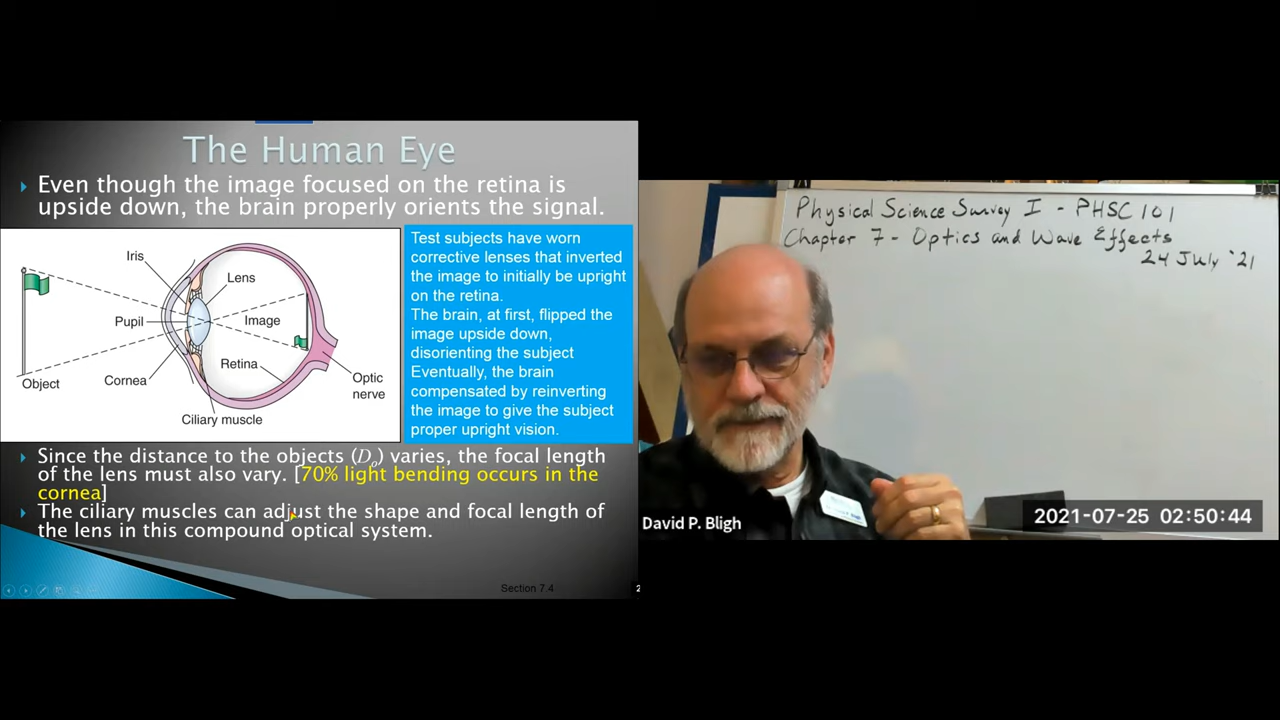 The Human Eye
Even though the image focused on the retina is
upside down, the brain properly orients the signal.
Iris
Lens
Pupil
Image
Retina
Object
Cornea
Optic
nerve
Ciliary muscle
Test subjects have worn
corrective lenses that inverted
the image to initially be upright
on the retina.
The brain, at first, flipped the
image upside down,
disorienting the subject
Eventually, the brain
compensated by reinverting
the image to give the subject
proper upright vision.
Since the distance to the objects (Do) varies, the focal length
of the lens must also vary. [70% light bending occurs in the
cornea]
The ciliary muscles can adjust the shape and focal length of
the lens in this compound optical system.
Section 7.4
2
Physical Science Survey I - PHSC 101
Chapter 7 - Optics and Wave Effects
24 July '21
David P. Bligh
2021-07-25 02:50:44